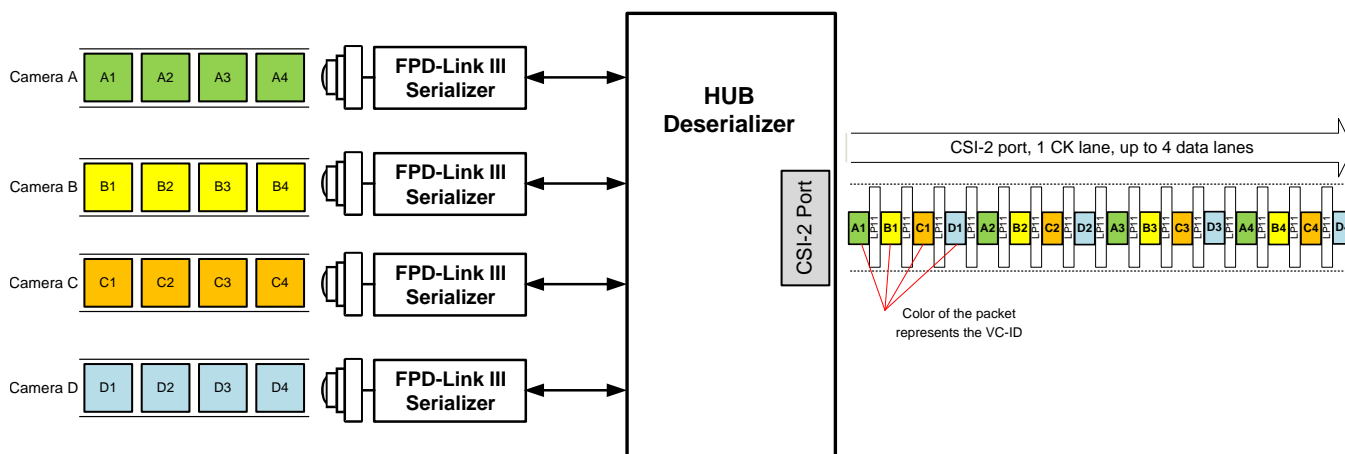 Camera A
A1 A2 A3 A4
FPD-Link III
Serializer
Camera B
B1 B2 B3 B4
FPD-Link III
Serializer
Camera C
C1 C2 C3 C4
FPD-Link III
Serializer
Camera D
D1 D2 D3 D4
FPD-Link III
Serializer
HUB
Deserializer
CSI-2 Port
CSI-2 port, 1 CK lane, up to 4 data lanes
A1 LP11 B1 LP11 C1 LP11 D1 LP11 A2 LP11 B2 LP11 C2 LP11 D2 LP11 A3 LP11 B3 LP11 C3 LP11 D3 LP11 A4 LP11 B4 LP11 C4 LP11
Color of the packet
represents the VC-ID